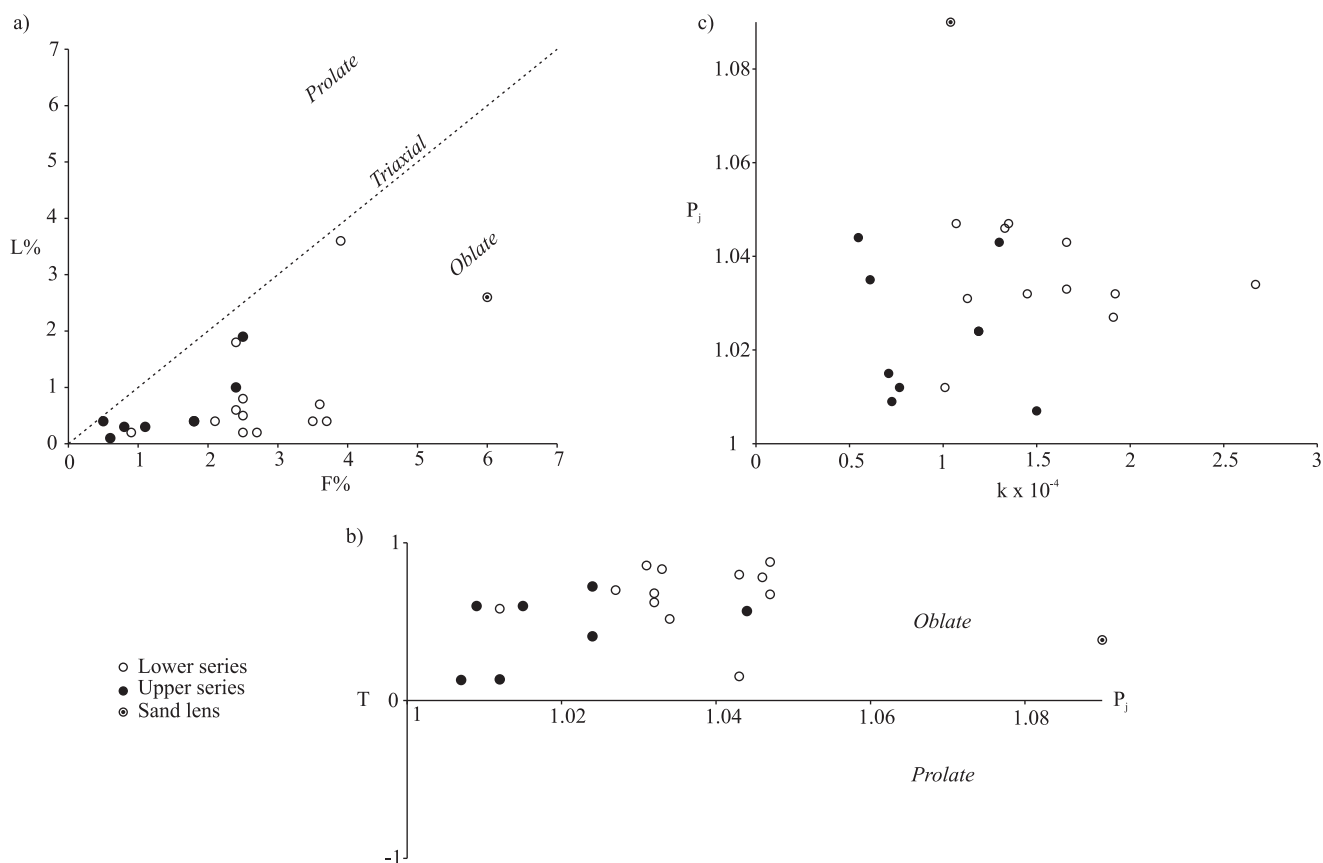 a)
7
6
5
4
L%
3
2
1
0
0 1 2 3 4 5 6 7
F%
Prolate
Triaxial
Oblate
c)
1.08
1.06
P_j
1.04
1.02
1
0 0.5 1 1.5 2 2.5 3
k x 10^-4
b)
1
T 0
-1
1 1.02 1.04 1.06 1.08 P_j
Oblate
Prolate
Lower series
Upper series
Sand lens